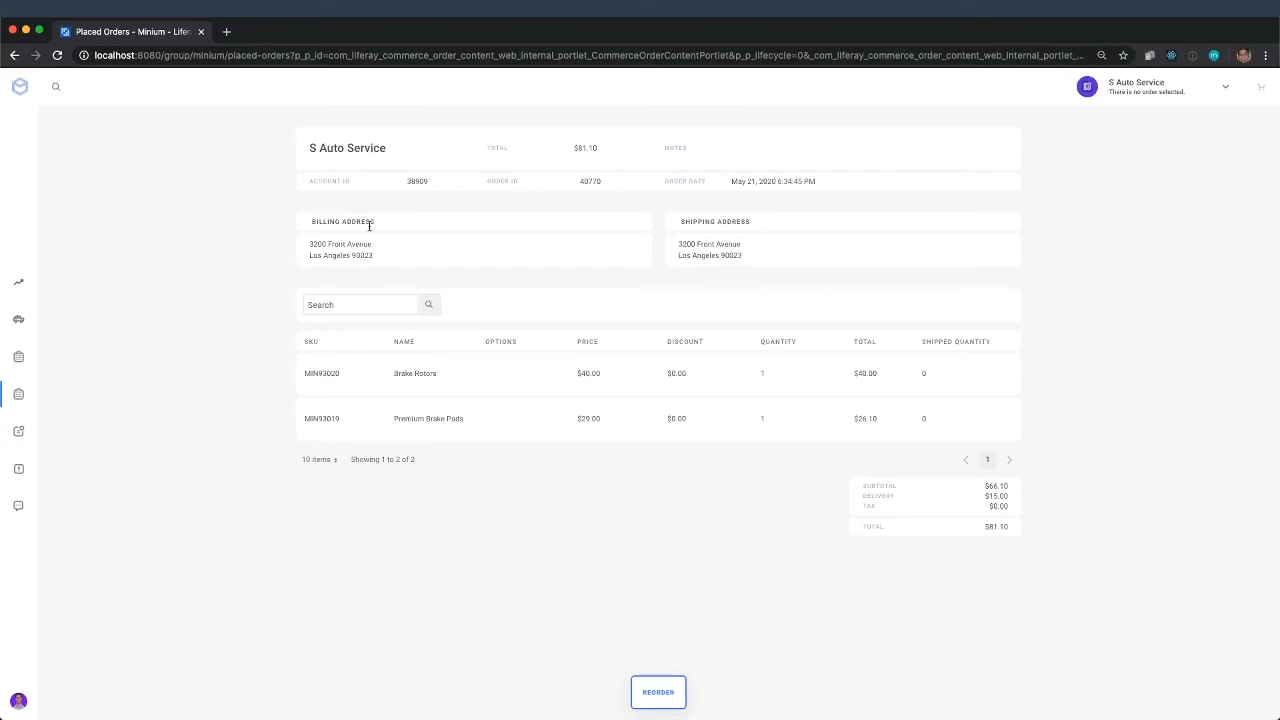 Placed Orders - Minium - Lifera
localhost:8080/group/minium/placed-orders?p_p_id=com_liferay_commerce_order_content_web_internal_portlet_CommerceOrderContentPortlet&p_p_lifecycle=0&_com_liferay_commerce_order_content_web_internal_portlet_...
S Auto Service
There is no order selected.
S Auto Service TOTAL $81.10 NOTES
ACCOUNT ID 38909 ORDER ID 40770 ORDER DATE May 21, 2020 6:34:45 PM
BILLING ADDRESS SHIPPING ADDRESS
3200 Front Avenue 3200 Front Avenue
Los Angeles 90023 Los Angeles 90023
Search
SKU NAME OPTIONS PRICE DISCOUNT QUANTITY TOTAL SHIPPED QUANTITY
MIN93020 Brake Rotors $40.00 $0.00 1 $40.00 0
MIN93019 Premium Brake Pads $29.00 $0.00 1 $26.10 0
10 items Showing 1 to 2 of 2 1
SUBTOTAL $66.10
DELIVERY $15.00
TAX $0.00
TOTAL $81.10
REORDER